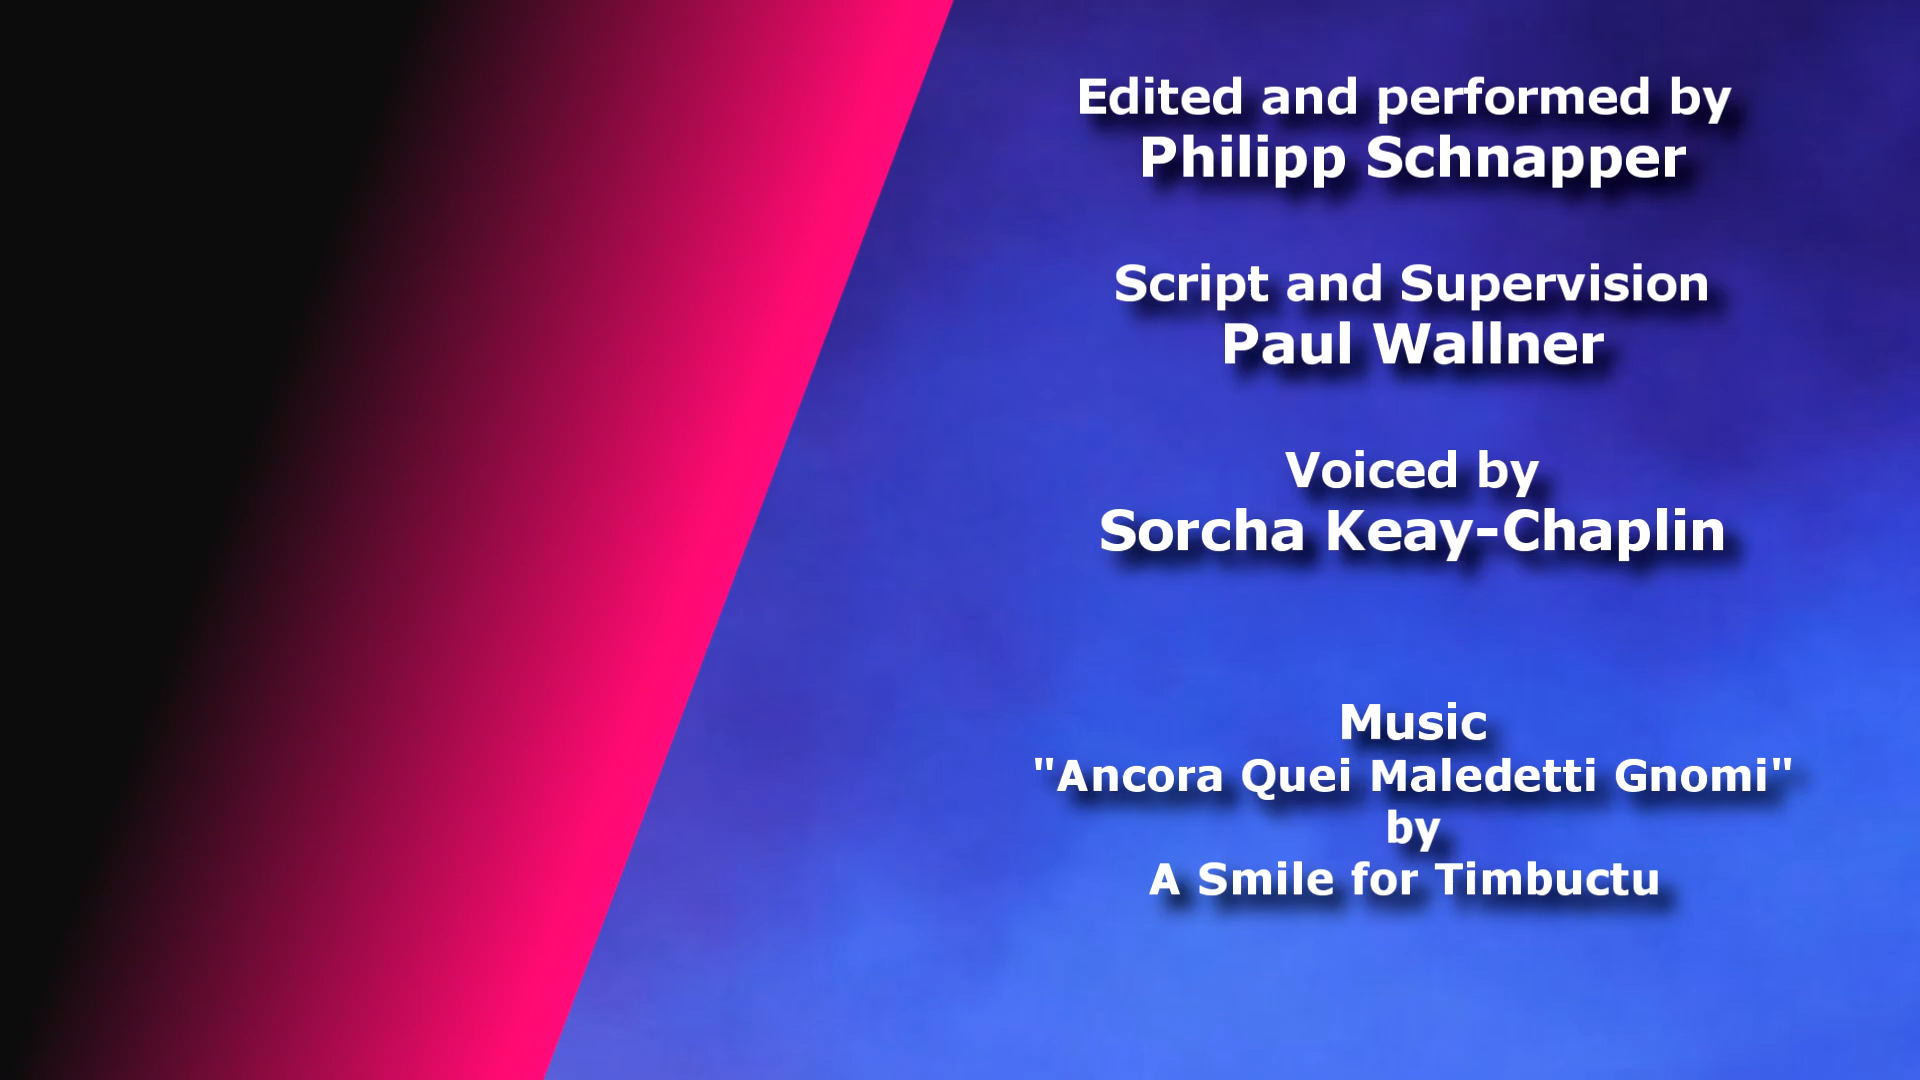 Edited and performed by
Philipp Schnapper
Script and Supervision
Paul Wallner
Voiced by
Sorcha Keay-Chaplin
Music
"Ancora Quei Maledetti Gnomi"
by
A Smile for Timbuctu